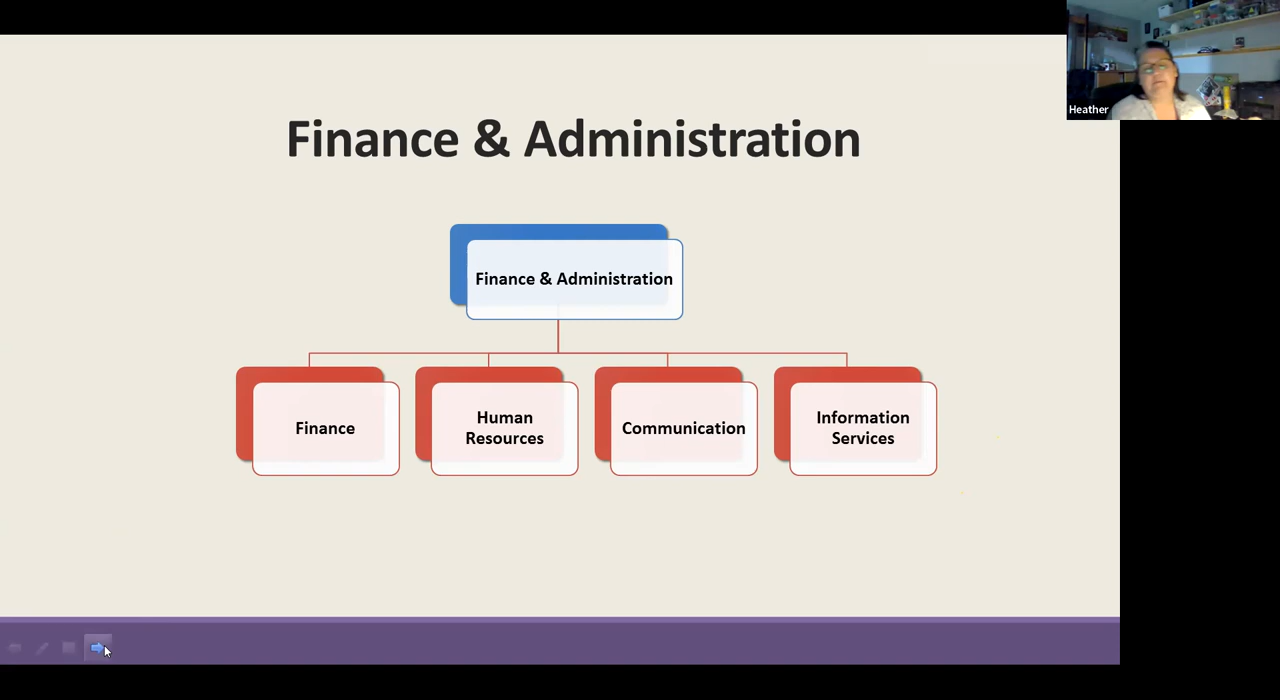 Heather
Finance & Administration
Finance & Administration
Finance
Human
Resources
Communication
Information
Services